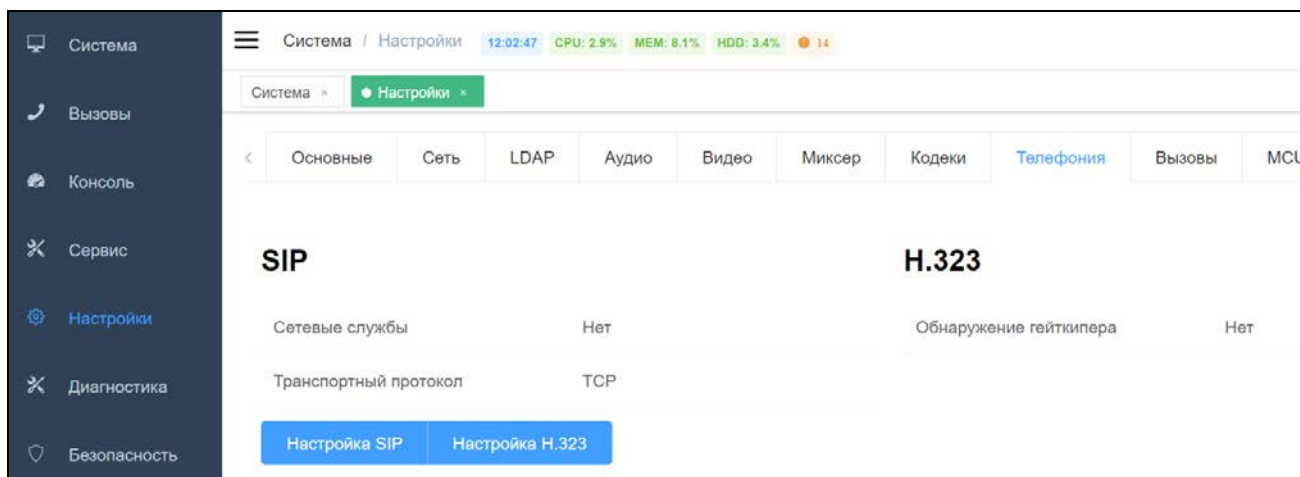 Система
Вызовы
Консоль
Сервис
Настройки
Диагностика
Безопасность
Система / Настройки 12:02:47 CPU: 2.9% MEM: 8.1% HDD: 3.4% 14
Система × Настройки ×
Основные Сеть LDAP Аудио Видео Миксер Кодеки Телефония Вызовы MCU
SIP H.323
Сетевые службы Нет Обнаружение гейткипера Нет
Транспортный протокол TCP
Настройка SIP Настройка H.323